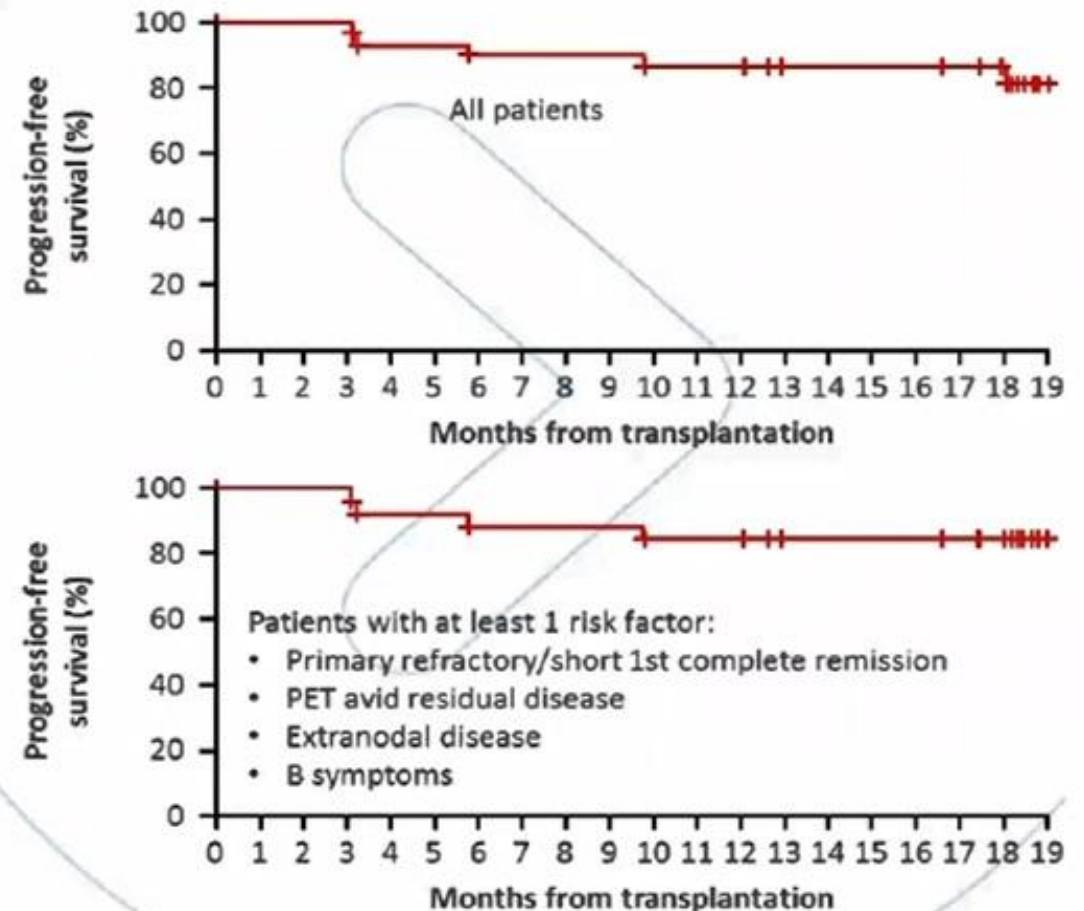 100
80
60
40
20
0
Progression-free
survival (%)
All patients
0 1 2 3 4 5 6 7 8 9 10 11 12 13 14 15 16 17 18 19
Months from transplantation
100
80
60
40
20
0
Progression-free
survival (%)
Patients with at least 1 risk factor:
• Primary refractory/short 1st complete remission
• PET avid residual disease
• Extranodal disease
• B symptoms
0 1 2 3 4 5 6 7 8 9 10 11 12 13 14 15 16 17 18 19
Months from transplantation